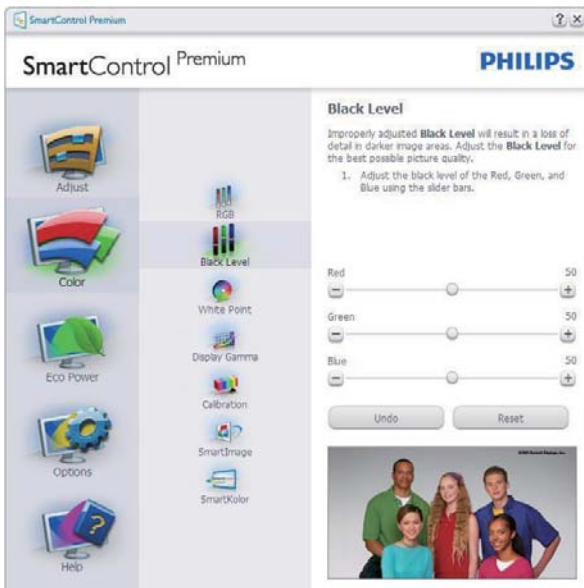 SmartControl Premium
? ×
SmartControl Premium
PHILIPS
Adjust
Color
Eco Power
Options
Help
RGB
Black Level
White Point
Display Gamma
Calibration
SmartImage
SmartKolor
Black Level
Improperly adjusted Black Level will result in a loss of
detail in darker image areas. Adjust the Black Level for
the best possible picture quality.
1. Adjust the black level of the Red, Green, and
Blue using the slider bars.
Red 50
Green 50
Blue 50
Undo Reset